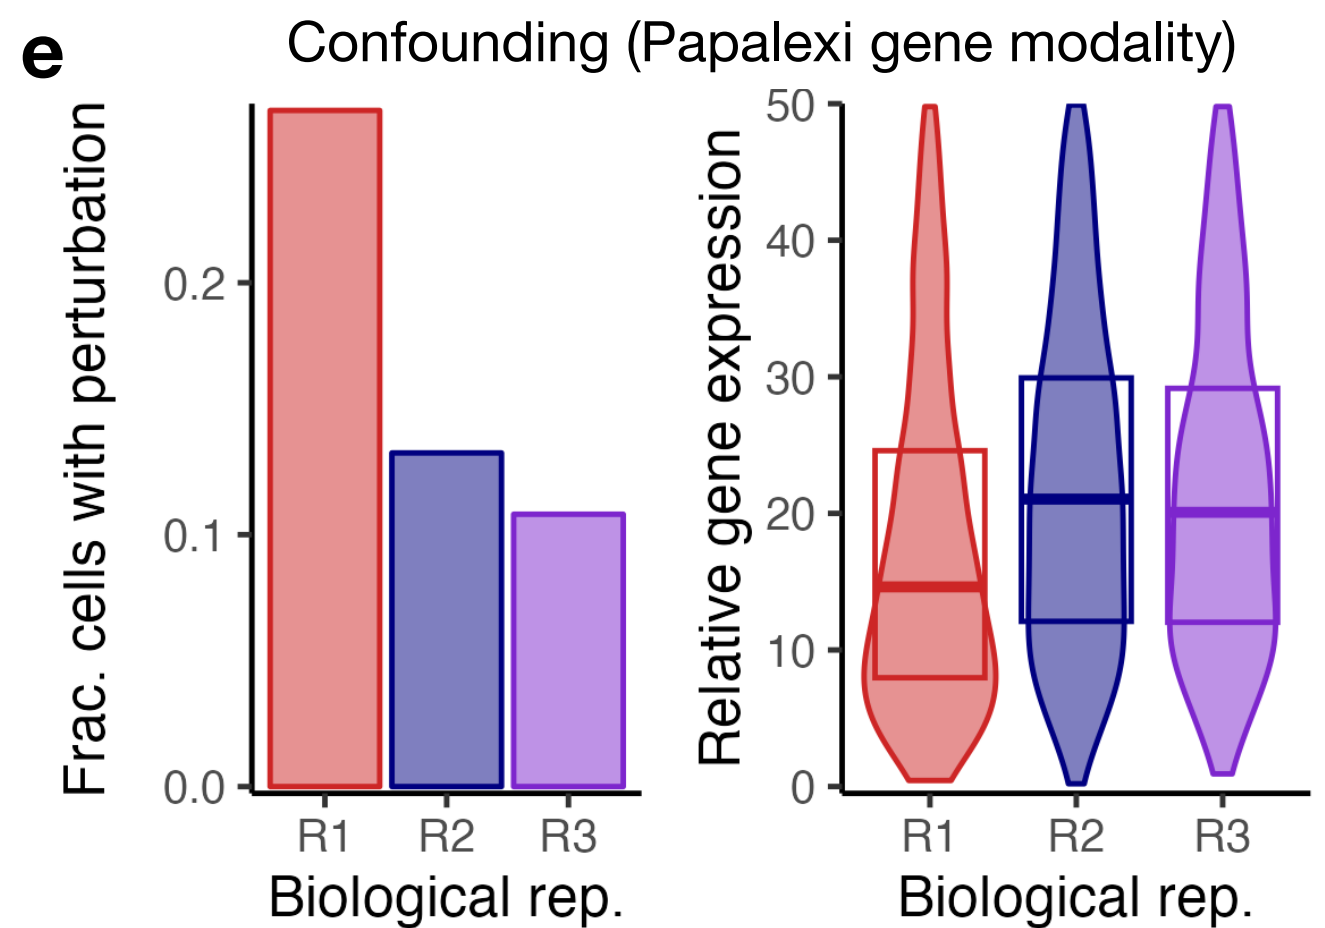 e
Confounding (Papalexi gene modality)
Frac. cells with perturbation
0.2
0.1
0.0
R1 R2 R3
Biological rep.
Relative gene expression
50
40
30
20
10
0
R1 R2 R3
Biological rep.